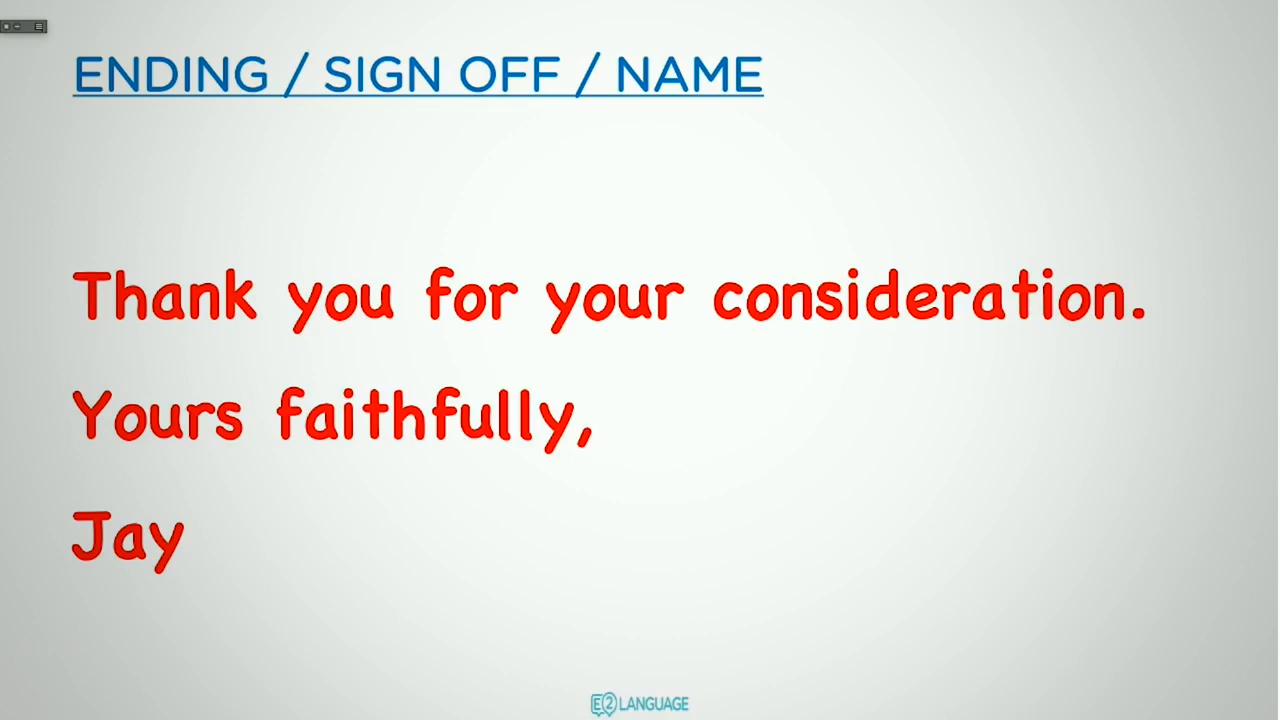 ENDING / SIGN OFF / NAME
Thank you for your consideration.
Yours faithfully,
Jay
E2 LANGUAGE